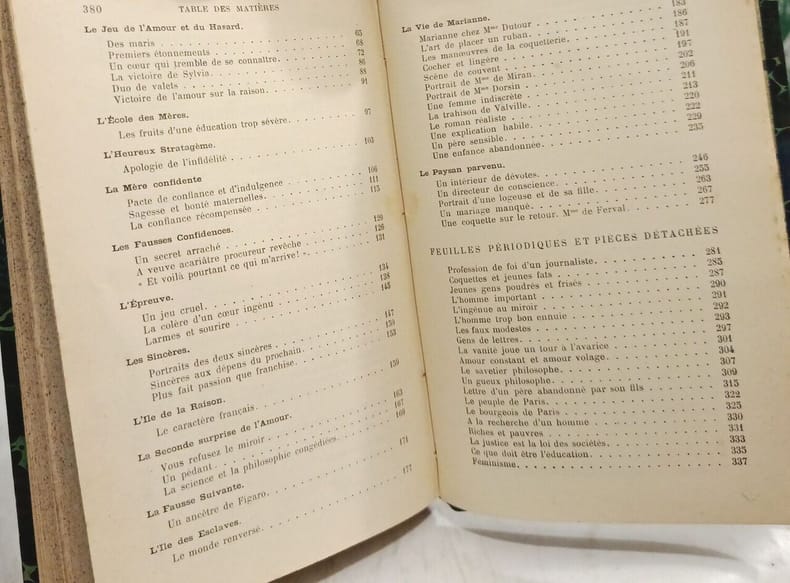 380 TABLE DES MATIÈRES
Le Jeu de l'Amour et du Hasard.
Des maris . . . 65
Premiers étonnements . . . 68
Un cœur qui tremble de se connaître . . . 72
La victoire de Sylvia . . . 86
Duo de valets . . . 88
Victoire de l'amour sur la raison . . . 91
L'École des Mères.
Les fruits d'une éducation trop sévère . . . 97
L'Heureux Stratagème.
Apologie de l'infidélité . . . 103
La Mère confidente
Pacte de confiance et d'indulgence . . . 106
Sagesse et bonté maternelles . . . 111
La confiance récompensée . . . 115
Les Fausses Confidences.
Un secret arraché . . . 120
A veuve acariâtre procureur revêche . . . 126
« Et voilà pourtant ce qui m'arrive! » . . . 131
L'Épreuve.
Un jeu cruel . . . 134
La colère d'un cœur ingénu . . . 138
Larmes et sourire . . . 145
Les Sincères.
Portraits des deux sincères . . . 147
Sincères aux dépens du prochain . . . 150
Plus fait passion que franchise . . . 153
L'Ile de la Raison.
Le caractère français . . . 159
La Seconde surprise de l'Amour.
Vous refusez le miroir . . . 163
Un pédant . . . 167
La science et la philosophie congédiées . . . 169
La Fausse Suivante.
Un ancêtre de Figaro . . . 171
L'Ile des Esclaves.
Le monde renversé . . . 177
La Vie de Marianne.
Marianne chez Mme Dutour . . . 183
L'art de placer un ruban . . . 186
Les manœuvres de la coquetterie . . . 187
Cocher et lingère . . . 191
Scène de couvent . . . 197
Portrait de Mme de Miran . . . 202
Portrait de Mme Dorsin . . . 206
Une femme indiscrète . . . 211
La trahison de Valville . . . 213
Le roman réaliste . . . 220
Une explication habile . . . 222
Un père sensible . . . 229
Une enfance abandonnée . . . 235
Le Paysan parvenu.
Un intérieur de dévotes . . . 246
Un directeur de conscience . . . 255
Portrait d'une logeuse et de sa fille . . . 263
Un mariage manqué . . . 267
Une coquette sur le retour. Mme de Ferval . . . 277
FEUILLES PÉRIODIQUES ET PIÈCES DÉTACHÉES
Profession de foi d'un journaliste . . . 281
Coquettes et jeunes fats . . . 285
Jeunes gens poudrés et frisés . . . 287
L'homme important . . . 290
L'ingénue au miroir . . . 291
L'homme trop bon ennuie . . . 292
Les faux modestes . . . 293
Gens de lettres . . . 297
La vanité joue un tour à l'avarice . . . 301
Amour constant et amour volage . . . 304
Le savetier philosophe . . . 307
Un gueux philosophe . . . 309
Lettre d'un père abandonné par son fils . . . 315
Le peuple de Paris . . . 322
Le bourgeois de Paris . . . 325
A la recherche d'un homme . . . 330
Riches et pauvres . . . 331
La justice est la loi des sociétés . . . 333
Ce que doit être l'éducation . . . 335
Féminisme . . . 337